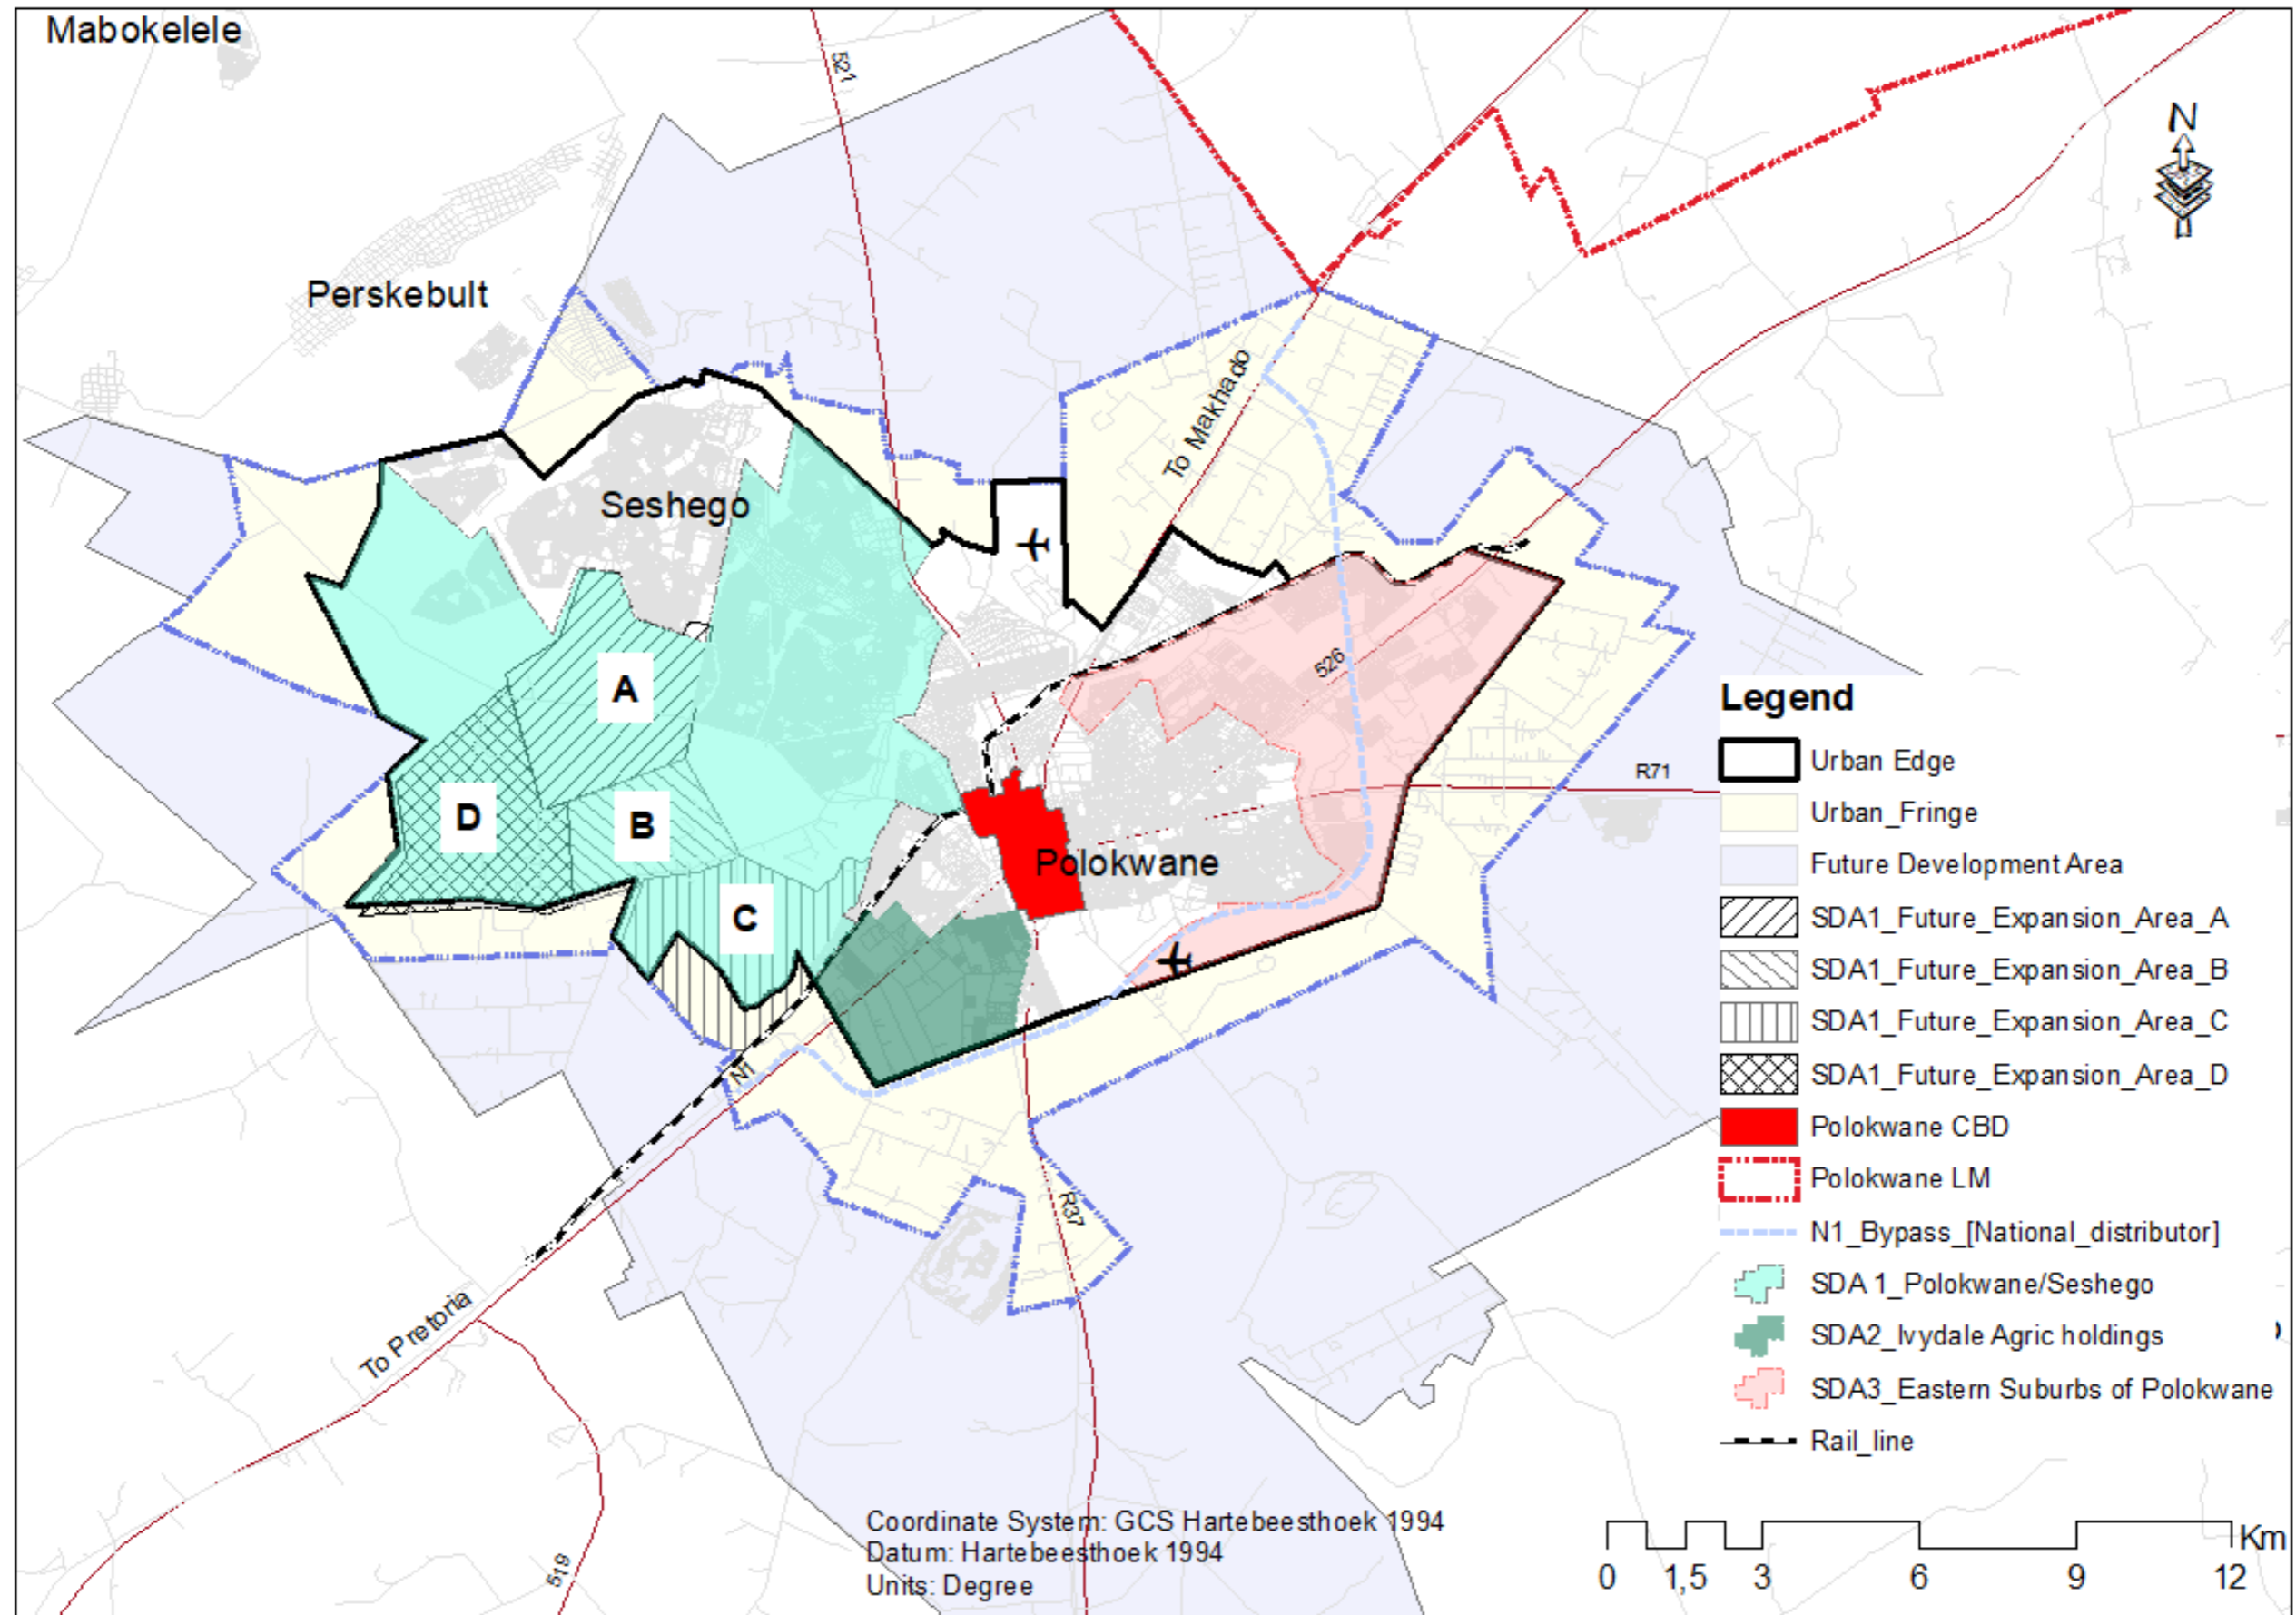 Mabokelele
521
N
Perskebult
To Makhado
Seshego
A
526
D
B
R71
Polokwane
C
N1
R37
To Pretoria
519
Legend
Urban Edge
Urban_Fringe
Future Development Area
SDA1_Future_Expansion_Area_A
SDA1_Future_Expansion_Area_B
SDA1_Future_Expansion_Area_C
SDA1_Future_Expansion_Area_D
Polokwane CBD
Polokwane LM
N1_Bypass_[National_distributor]
SDA 1_Polokwane/Seshego
SDA2_Ivydale Agric holdings
SDA3_Eastern Suburbs of Polokwane
Rail_line
Coordinate System: GCS Hartebeesthoek 1994
Datum: Hartebeesthoek 1994
Units: Degree
Km
0 1,5 3 6 9 12